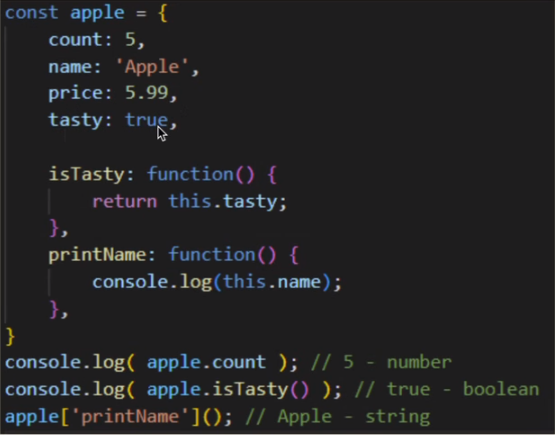 const apple = {
    count: 5,
    name: 'Apple',
    price: 5.99,
    tasty: true,

    isTasty: function() {
        return this.tasty;
    },
    printName: function() {
        console.log(this.name);
    },
}
console.log( apple.count ); // 5 - number
console.log( apple.isTasty() ); // true - boolean
apple['printName'](); // Apple - string